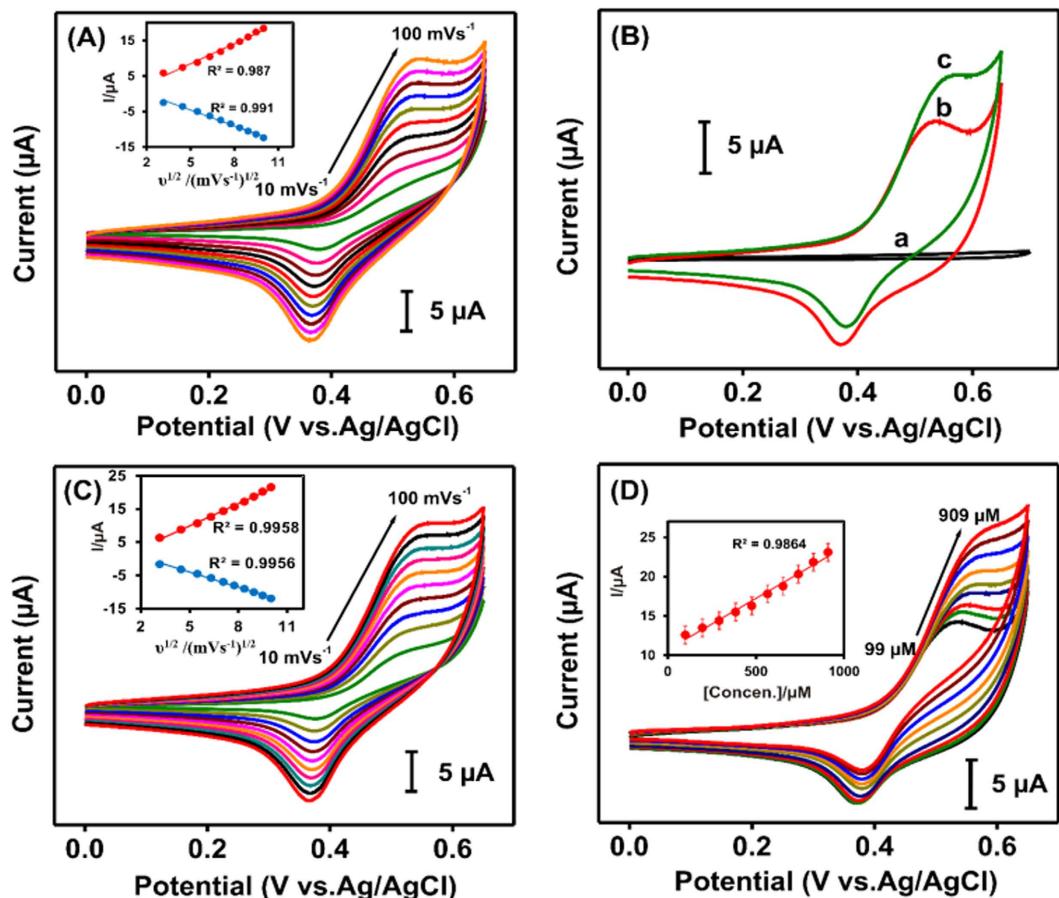 (A)
100 mVs⁻¹
15
5
-5
-15
I/μA
R² = 0.987
R² = 0.991
2
5
8
11
υ^1/2 /(mVs⁻¹)^1/2
10 mVs⁻¹
5 μA
Current (μA)
0.0
0.2
0.4
0.6
Potential (V vs.Ag/AgCl)
(B)
c
b
5 μA
a
Current (μA)
0.0
0.2
0.4
0.6
Potential (V vs.Ag/AgCl)
(C)
100 mVs⁻¹
25
15
5
-5
-15
I/μA
R² = 0.9958
R² = 0.9956
2
5
8
11
υ^1/2 /(mVs⁻¹)^1/2
10 mVs⁻¹
5 μA
Current (μA)
0.0
0.2
0.4
0.6
Potential (V vs.Ag/AgCl)
(D)
909 μM
25
20
15
10
I/μA
R² = 0.9864
0
500
1000
[Concen.]/μM
99 μM
5 μA
Current (μA)
0.0
0.2
0.4
0.6
Potential (V vs.Ag/AgCl)